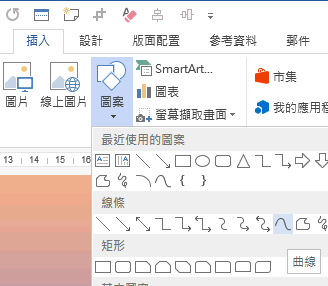 插入 設計 版面配置 參考資料 郵件
圖片 線上圖片 圖案
SmartArt...
圖表
螢幕擷取畫面
市集
我的應用程
最近使用的圖案
13 14 15 16
線條
矩形
曲線